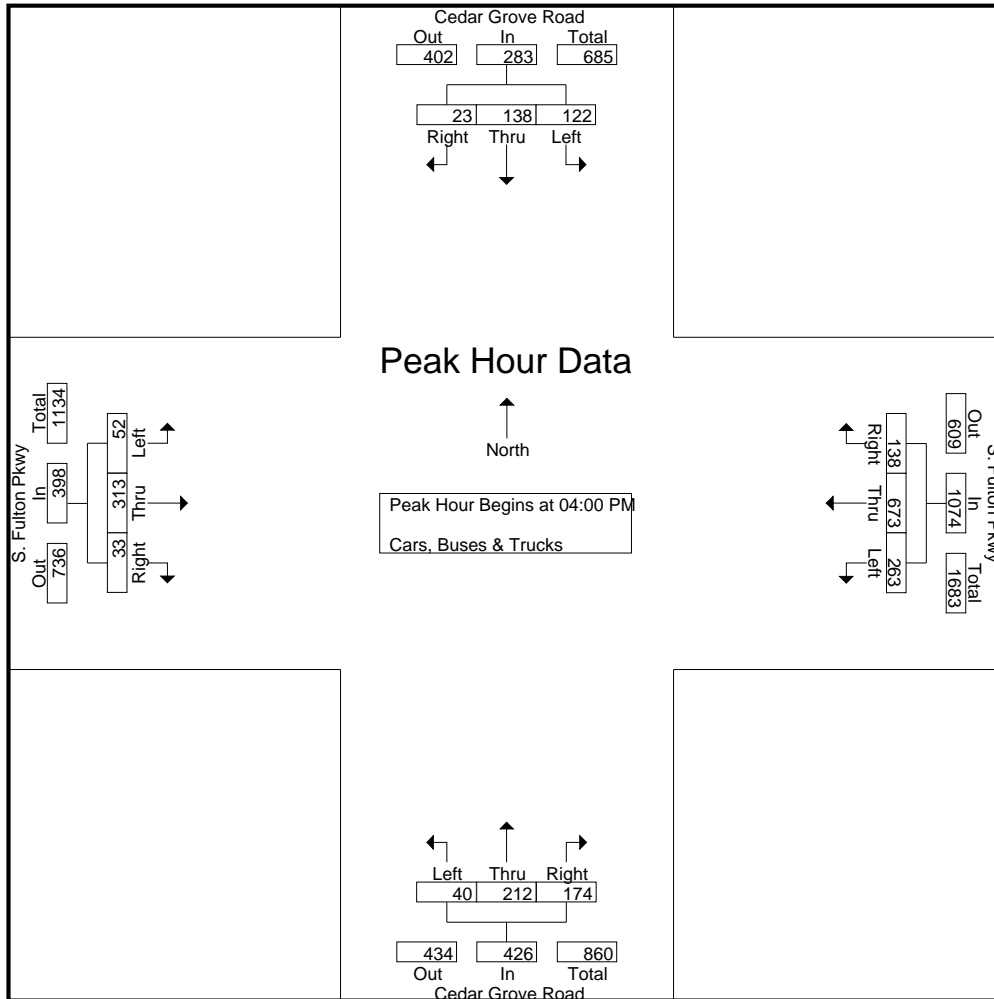 Cedar Grove Road
Out In Total
402 283 685
23 138 122
Right Thru Left
Peak Hour Data
North
Peak Hour Begins at 04:00 PM
Cars, Buses & Trucks
S. Fulton Pkwy
Out In Total
736 398 1134
33 313 52
Right Thru Left
S. Fulton Pkwy
Out In Total
609 1074 1683
138 673 263
Right Thru Left
Left Thru Right
40 212 174
434 426 860
Out In Total
Cedar Grove Road